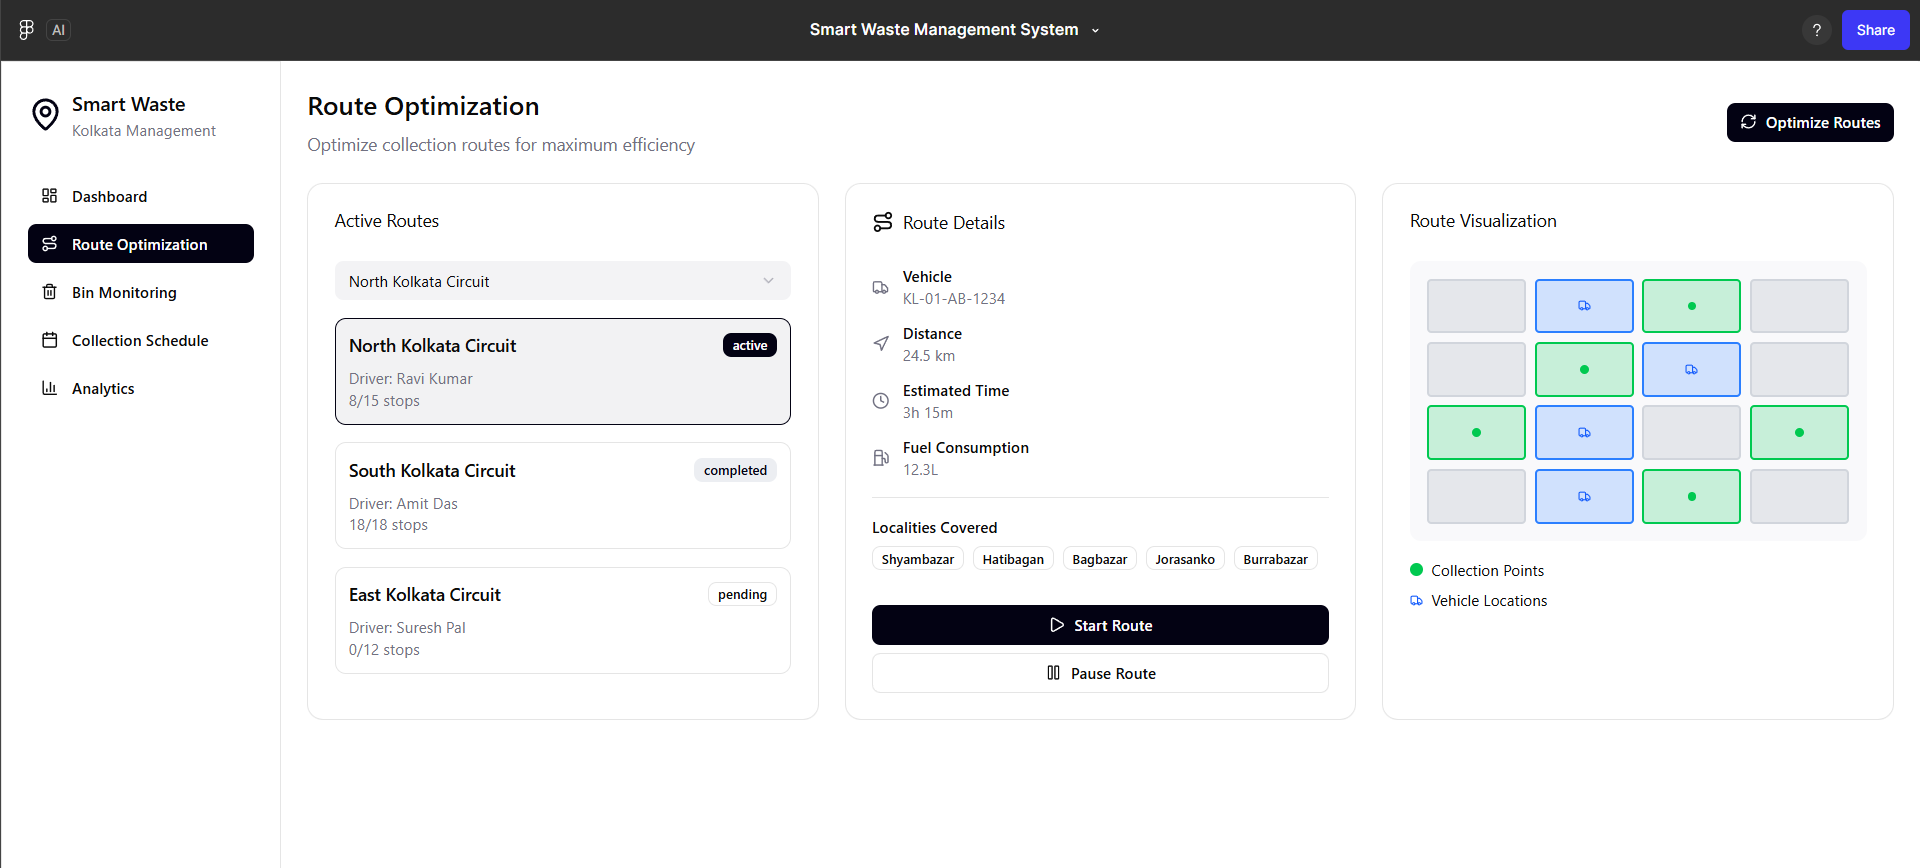 AI
Smart Waste Management System
?
Share
Smart Waste
Kolkata Management
Dashboard
Route Optimization
Bin Monitoring
Collection Schedule
Analytics
Route Optimization
Optimize collection routes for maximum efficiency
Optimize Routes
Active Routes
North Kolkata Circuit
North Kolkata Circuit
active
Driver: Ravi Kumar
8/15 stops
South Kolkata Circuit
completed
Driver: Amit Das
18/18 stops
East Kolkata Circuit
pending
Driver: Suresh Pal
0/12 stops
Route Details
Vehicle
KL-01-AB-1234
Distance
24.5 km
Estimated Time
3h 15m
Fuel Consumption
12.3L
Localities Covered
Shyambazar Hatibagan Bagbazar Jorasanko Burrabazar
Start Route
Pause Route
Route Visualization
Collection Points
Vehicle Locations